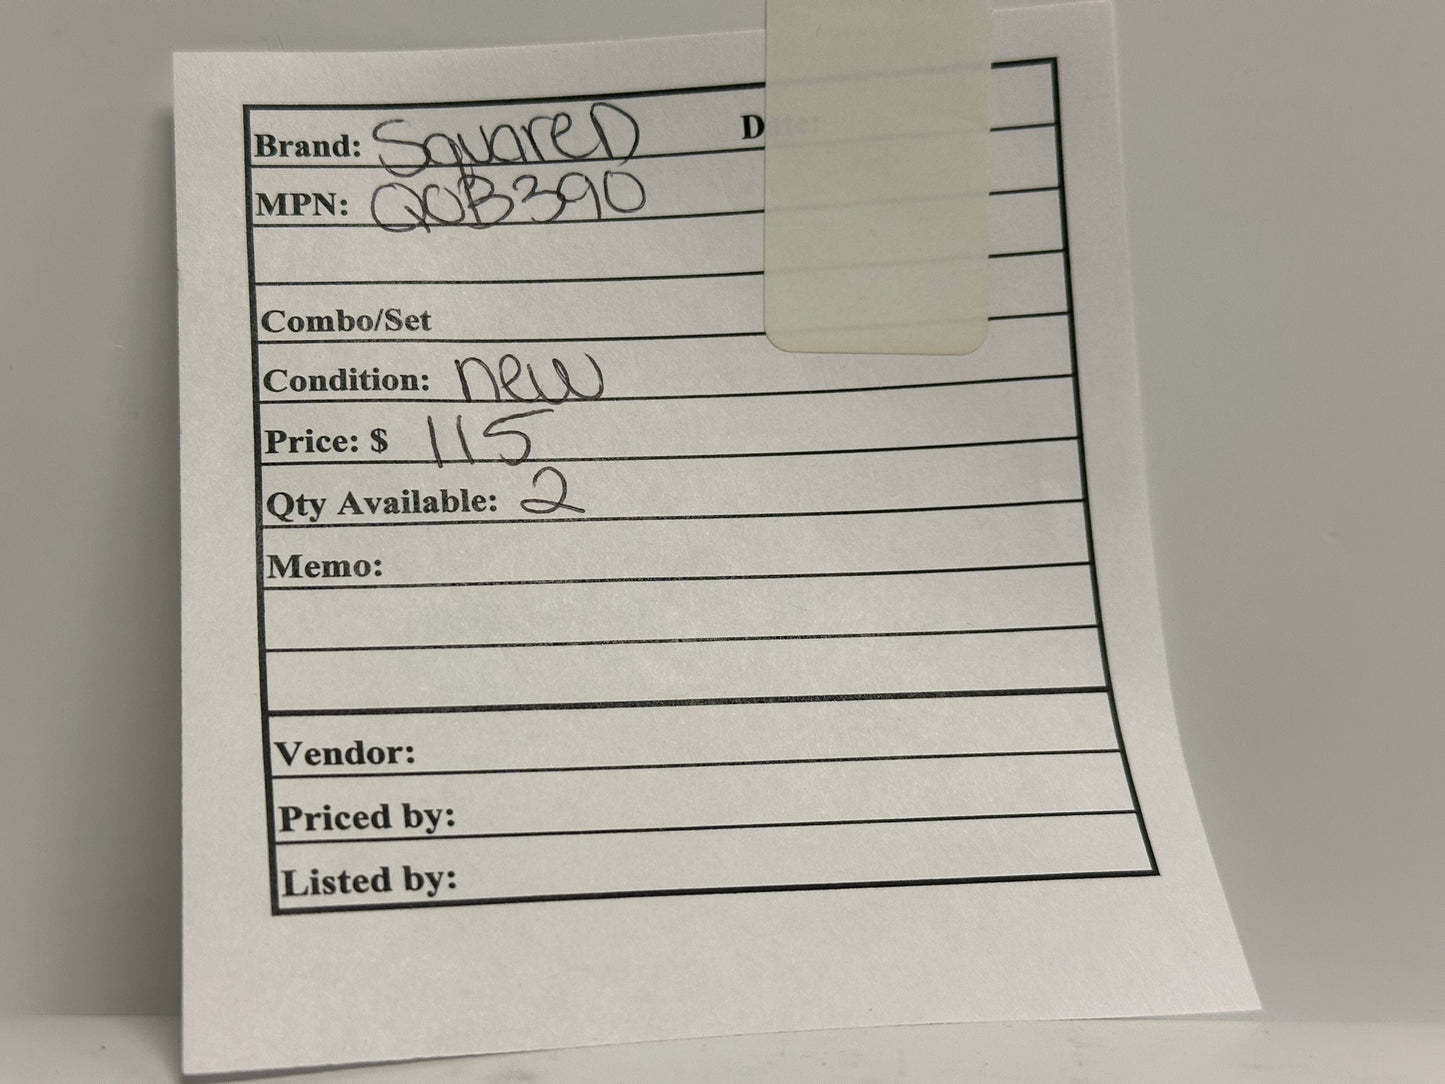 Brand: SquareD Date:
MPN: QOB390
Combo/Set
Condition: new
Price: $ 115
Qty Available: 2
Memo:
Vendor:
Priced by:
Listed by: